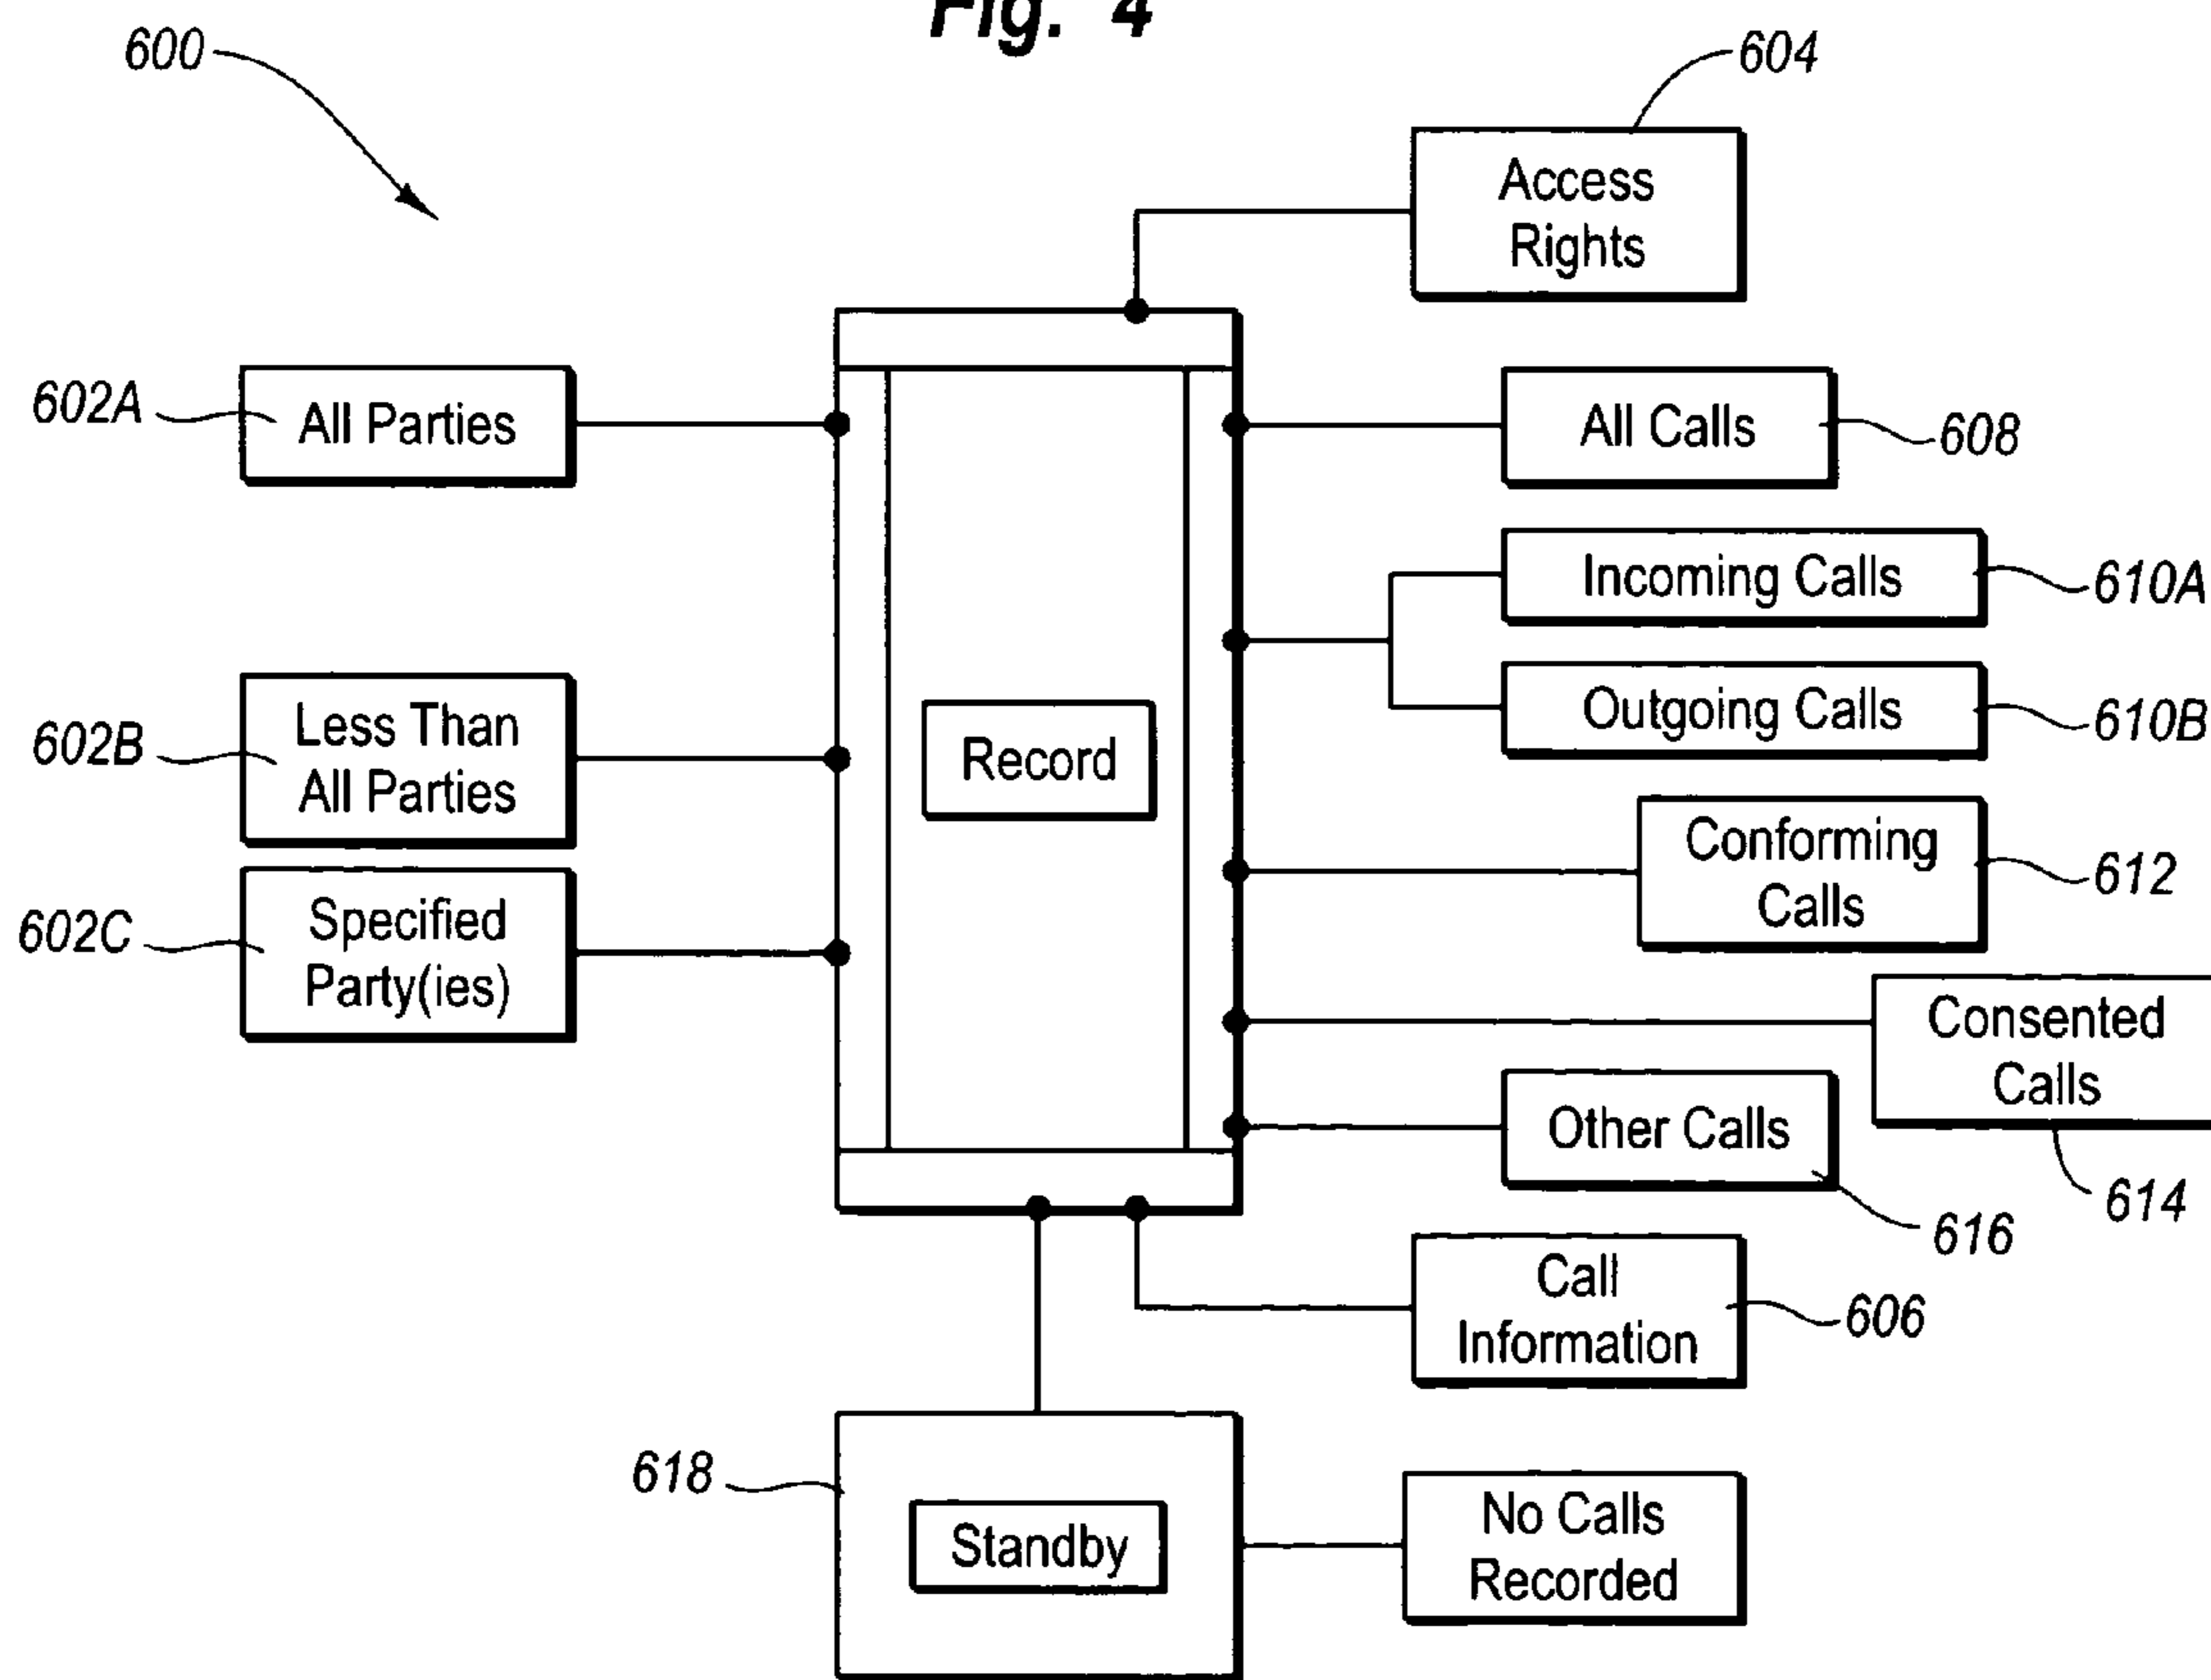 Fig. 4
600
604
Access
Rights
602A
All Parties
All Calls
608
Incoming Calls
610A
602B
Less Than
All Parties
Record
Outgoing Calls
610B
Conforming
Calls
612
602C
Specified
Party(ies)
Consented
Calls
614
Other Calls
616
Call
Information
606
618
Standby
No Calls
Recorded